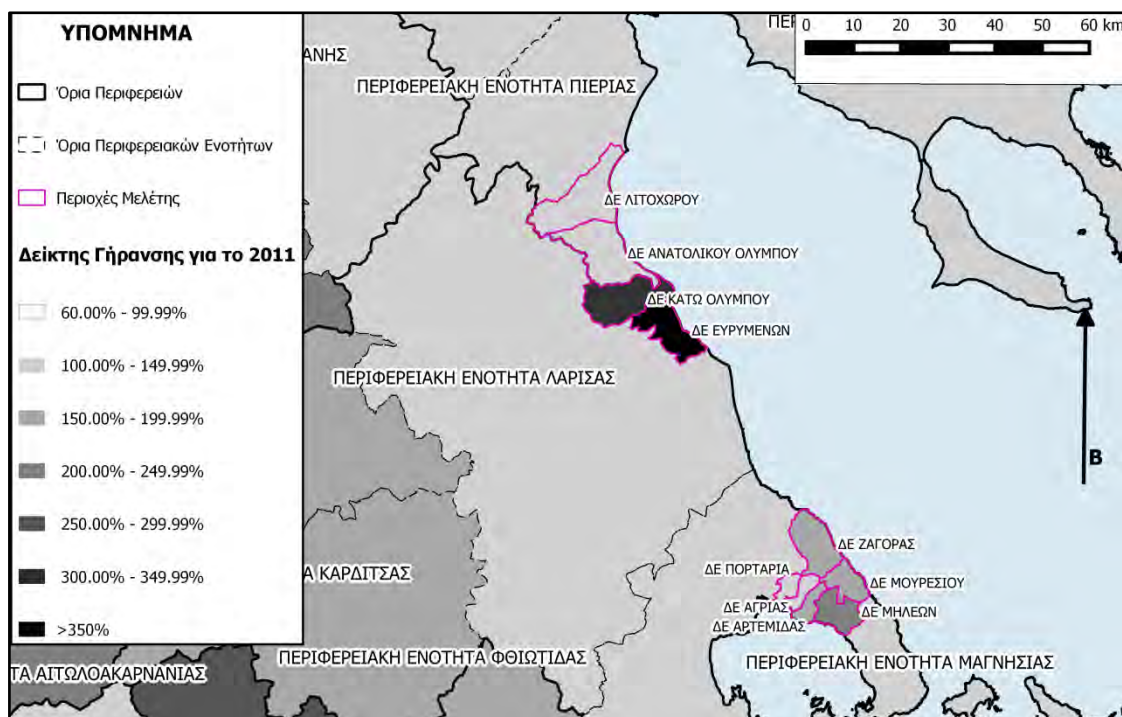 ΥΠΟΜΝΗΜΑ
Όρια Περιφερειών
Όρια Περιφερειακών Ενοτήτων
Περιοχές Μελέτης
Δείκτης Γήρανσης για το 2011
60.00% - 99.99%
100.00% - 149.99%
150.00% - 199.99%
200.00% - 249.99%
250.00% - 299.99%
300.00% - 349.99%
>350%
ΑΝΗΣ
ΠΕΡ
0 10 20 30 40 50 60 km
ΠΕΡΙΦΕΡΕΙΑΚΗ ΕΝΟΤΗΤΑ ΠΙΕΡΙΑΣ
ΔΕ ΛΙΤΟΧΩΡΟΥ
ΔΕ ΑΝΑΤΟΛΙΚΟΥ ΟΛΥΜΠΟΥ
ΔΕ ΚΑΤΩ ΟΛΥΜΠΟΥ
ΔΕ ΕΥΡΥΜΕΝΩΝ
ΠΕΡΙΦΕΡΕΙΑΚΗ ΕΝΟΤΗΤΑ ΛΑΡΙΣΑΣ
Β
ΔΕ ΖΑΓΟΡΑΣ
ΔΕ ΠΟΡΤΑΡΙΑ
ΔΕ ΜΟΥΡΕΣΙΟΥ
Α ΚΑΡΔΙΤΣΑΣ
ΔΕ ΑΓΡΙΑΣ
ΔΕ ΜΗΛΕΩΝ
ΔΕ ΑΡΤΕΜΙΔΑΣ
ΠΕΡΙΦΕΡΕΙΑΚΗ ΕΝΟΤΗΤΑ ΦΘΙΩΤΙΔΑΣ
ΠΕΡΙΦΕΡΕΙΑΚΗ ΕΝΟΤΗΤΑ ΜΑΓΝΗΣΙΑΣ
ΤΑ ΑΙΤΩΛΟΑΚΑΡΝΑΝΙΑΣ